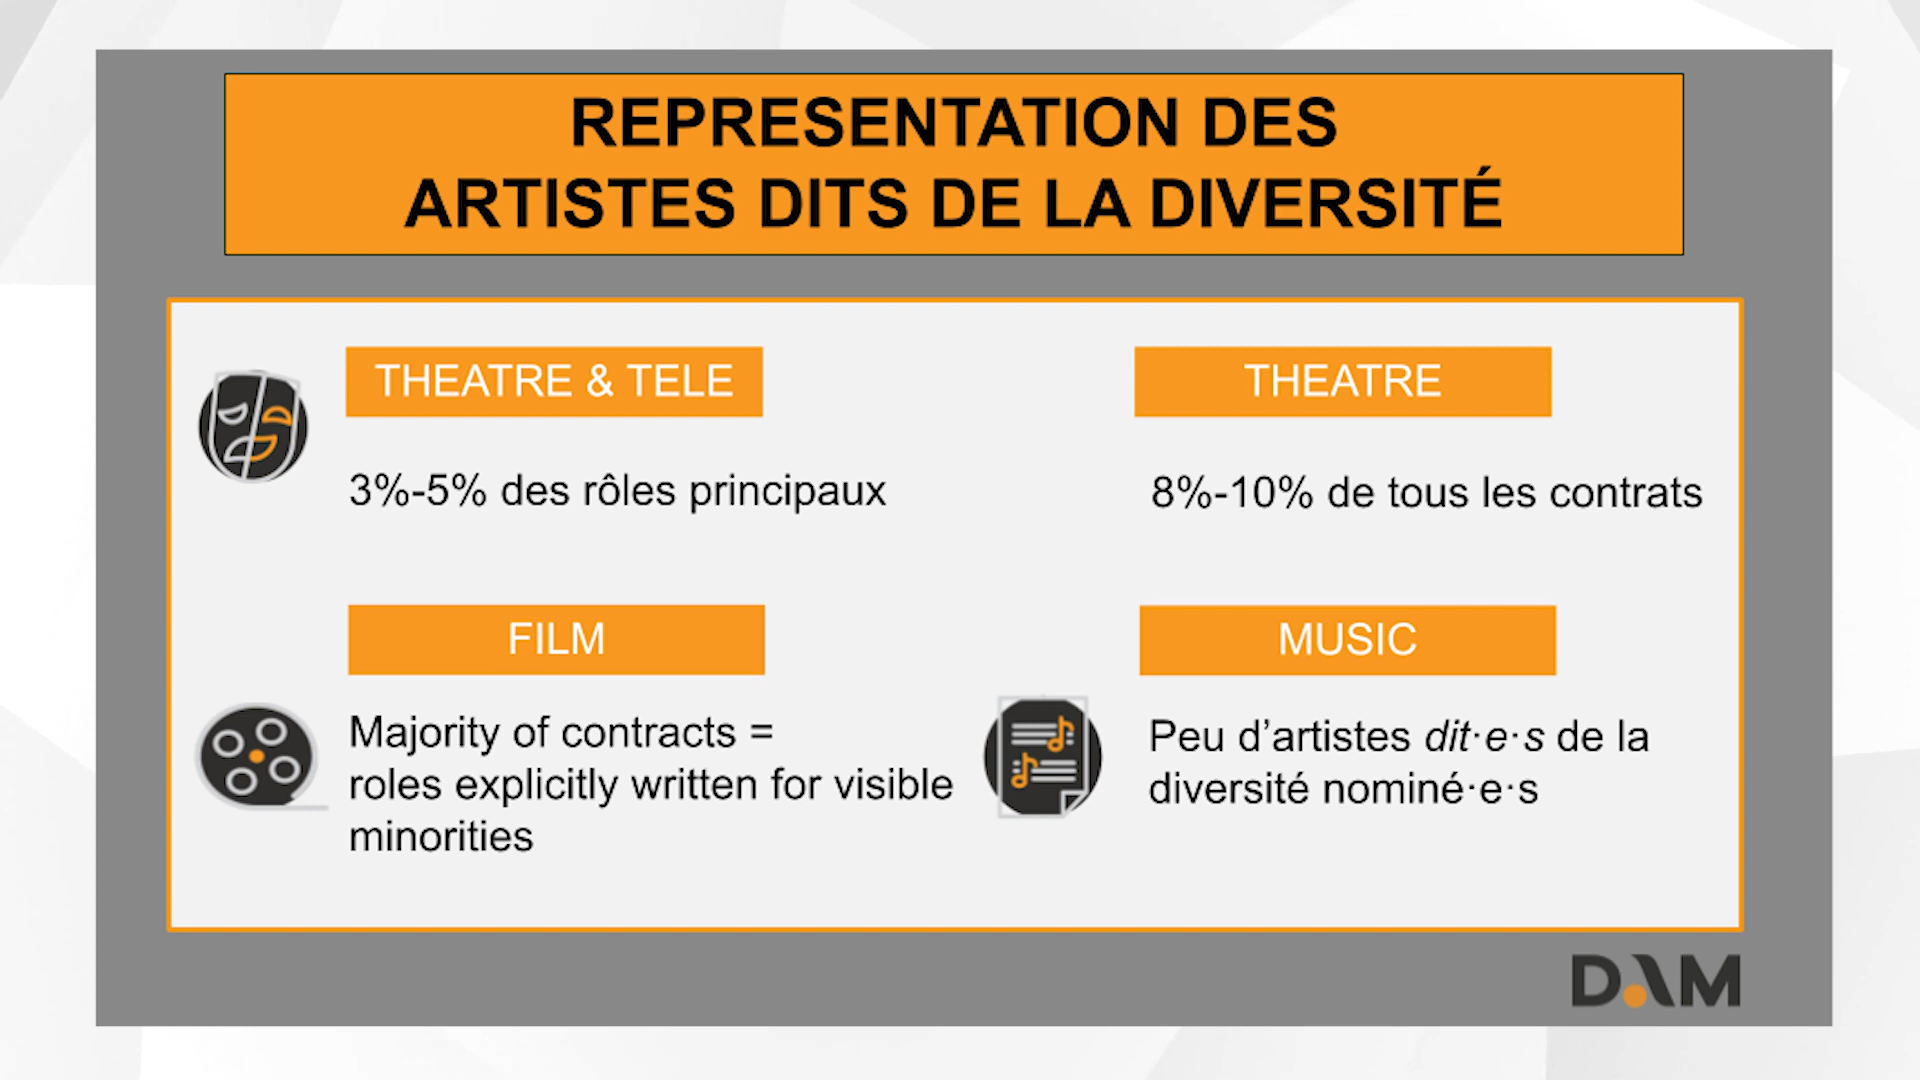 REPRESENTATION DES
ARTISTES DITS DE LA DIVERSITÉ
THEATRE & TELE
3%-5% des rôles principaux
THEATRE
8%-10% de tous les contrats
FILM
Majority of contracts =
roles explicitly written for visible
minorities
MUSIC
Peu d’artistes dit·e·s de la
diversité nominé·e·s
DAM